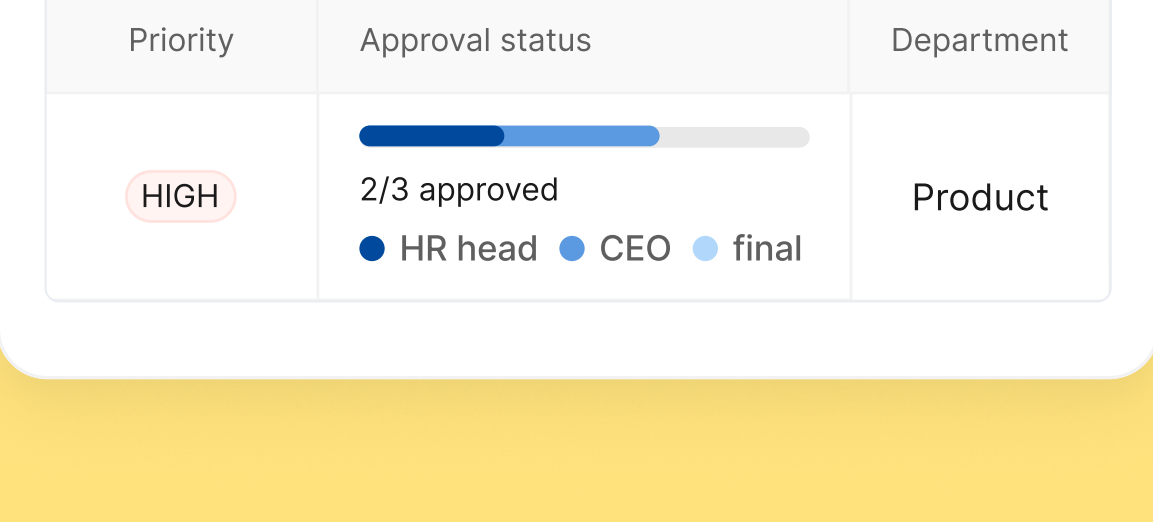 Priority Approval status Department
HIGH
2/3 approved
HR head CEO final
Product